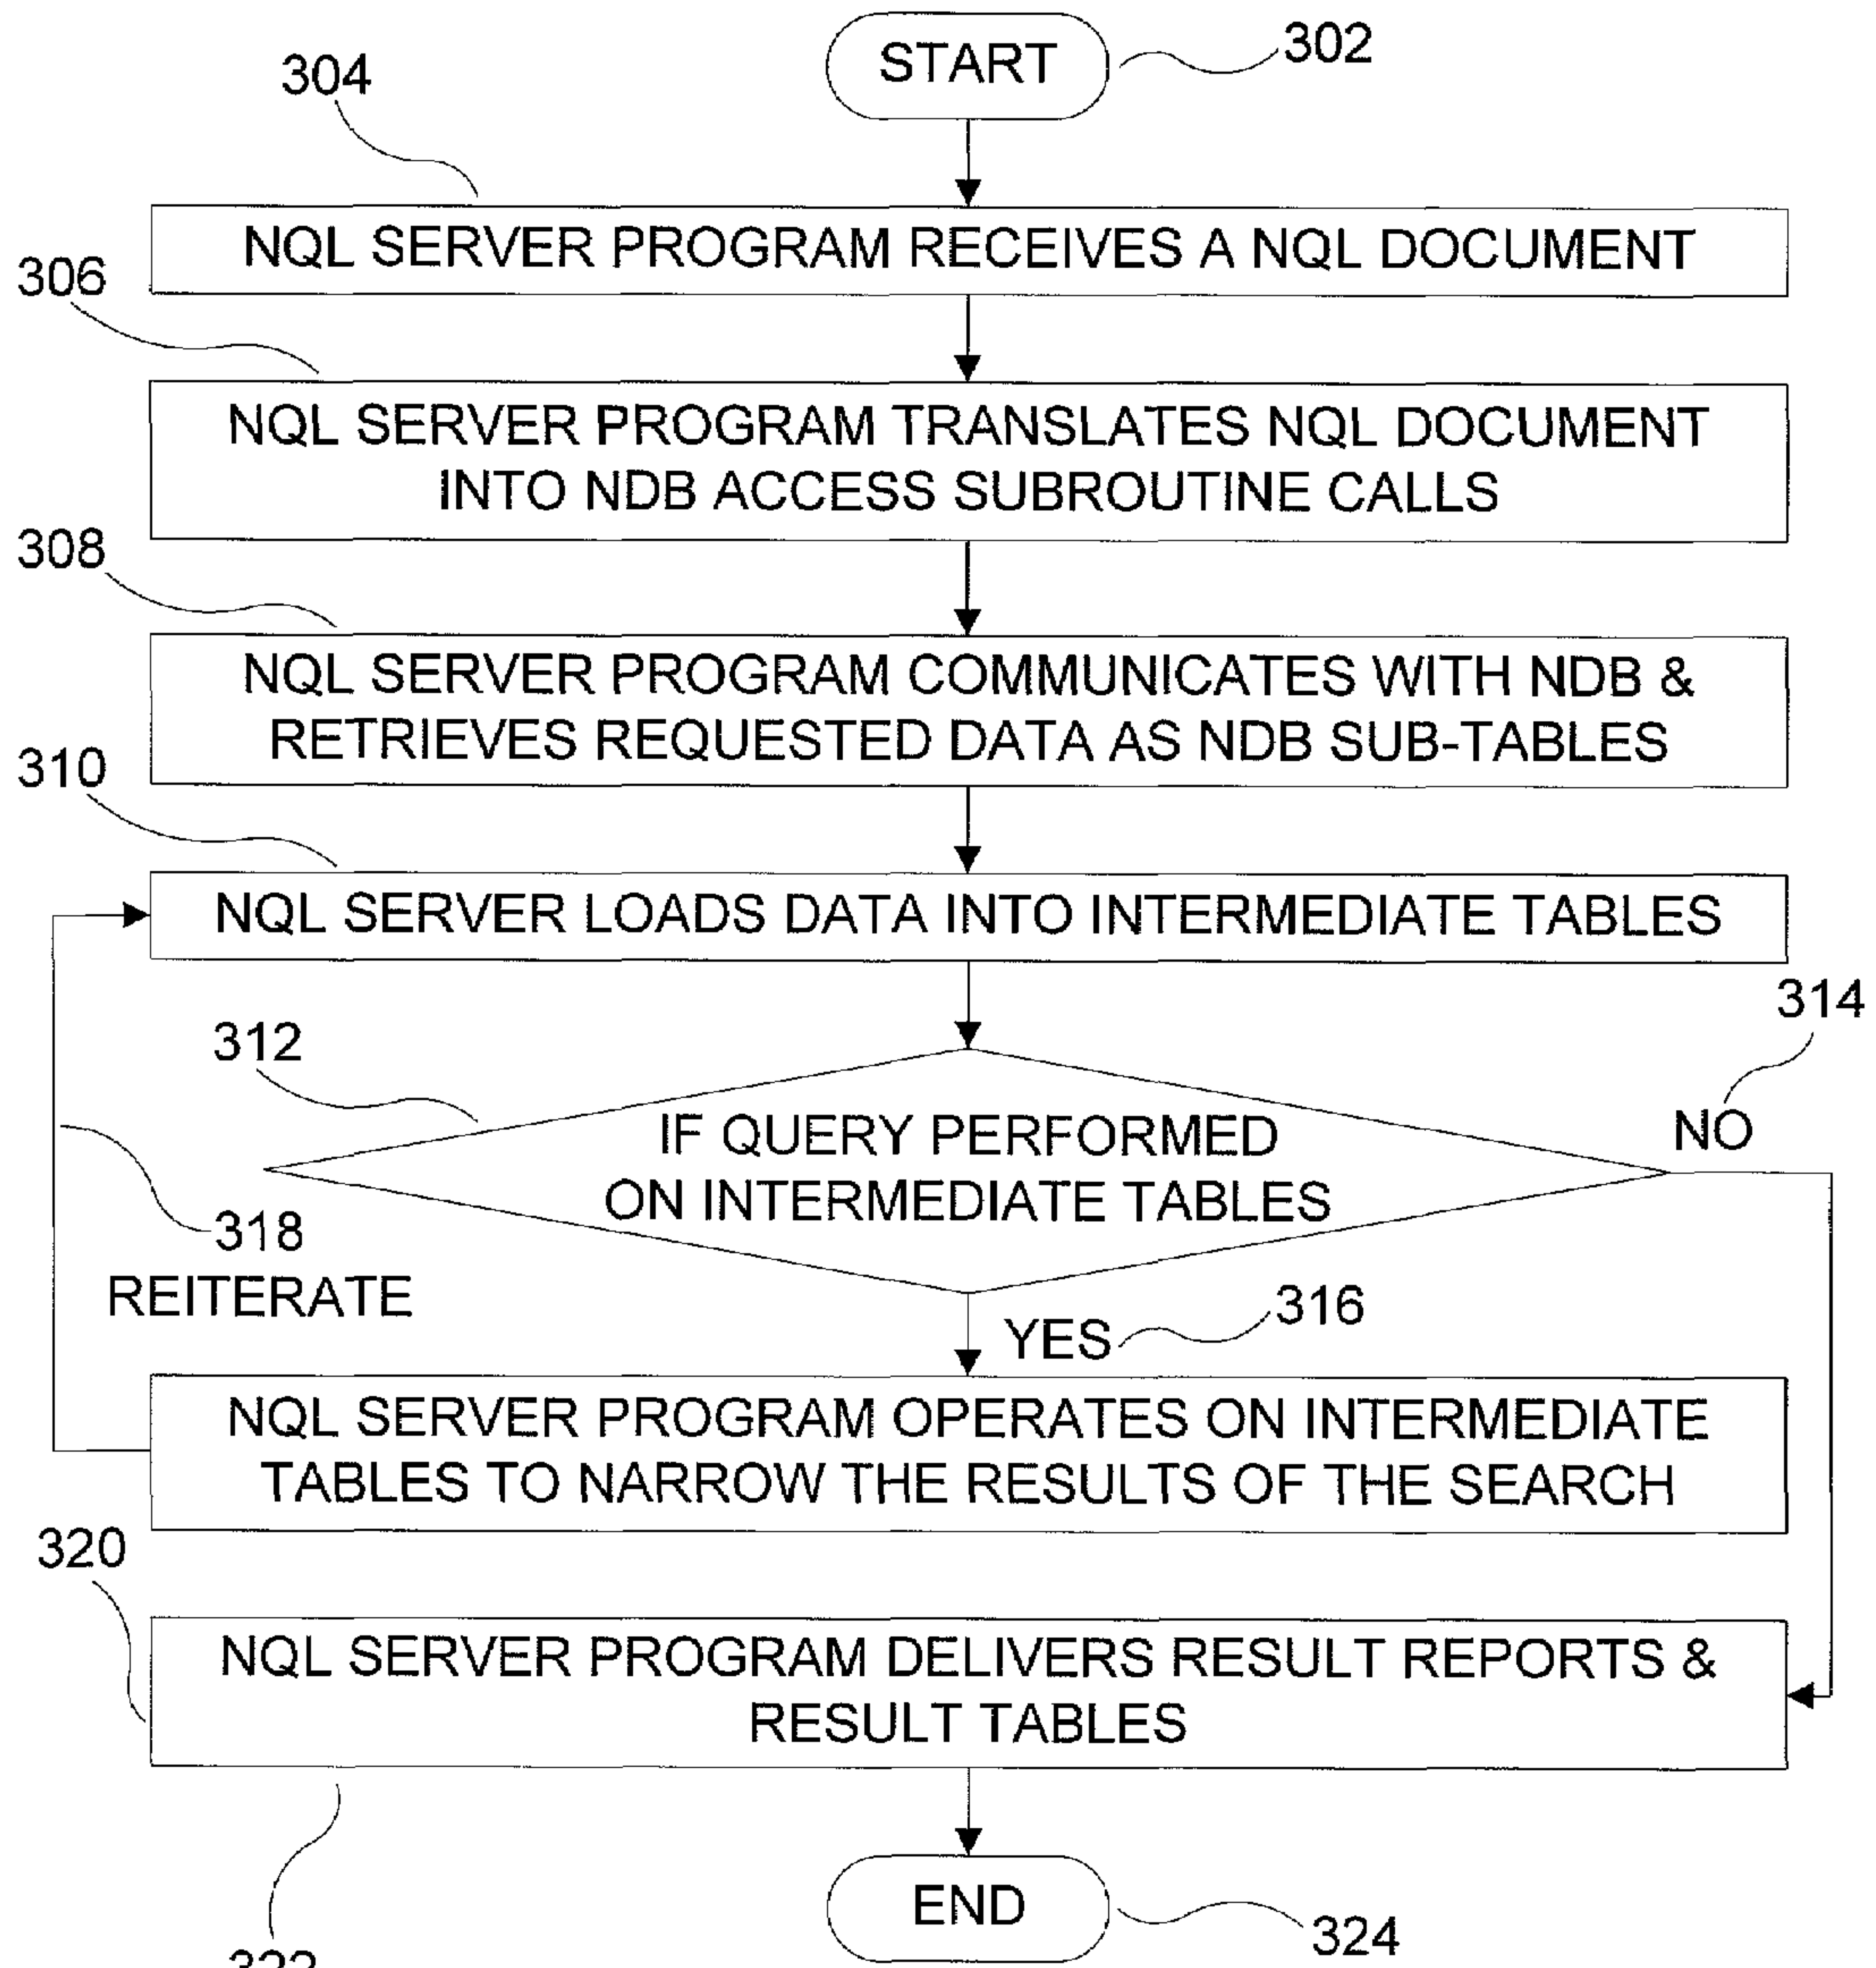 START
302
304
NQL SERVER PROGRAM RECEIVES A NQL DOCUMENT
306
NQL SERVER PROGRAM TRANSLATES NQL DOCUMENT
INTO NDB ACCESS SUBROUTINE CALLS
308
NQL SERVER PROGRAM COMMUNICATES WITH NDB &
RETRIEVES REQUESTED DATA AS NDB SUB-TABLES
310
NQL SERVER LOADS DATA INTO INTERMEDIATE TABLES
314
312
NO
IF QUERY PERFORMED
ON INTERMEDIATE TABLES
318
REITERATE
316
YES
NQL SERVER PROGRAM OPERATES ON INTERMEDIATE
TABLES TO NARROW THE RESULTS OF THE SEARCH
320
NQL SERVER PROGRAM DELIVERS RESULT REPORTS &
RESULT TABLES
END
324
322